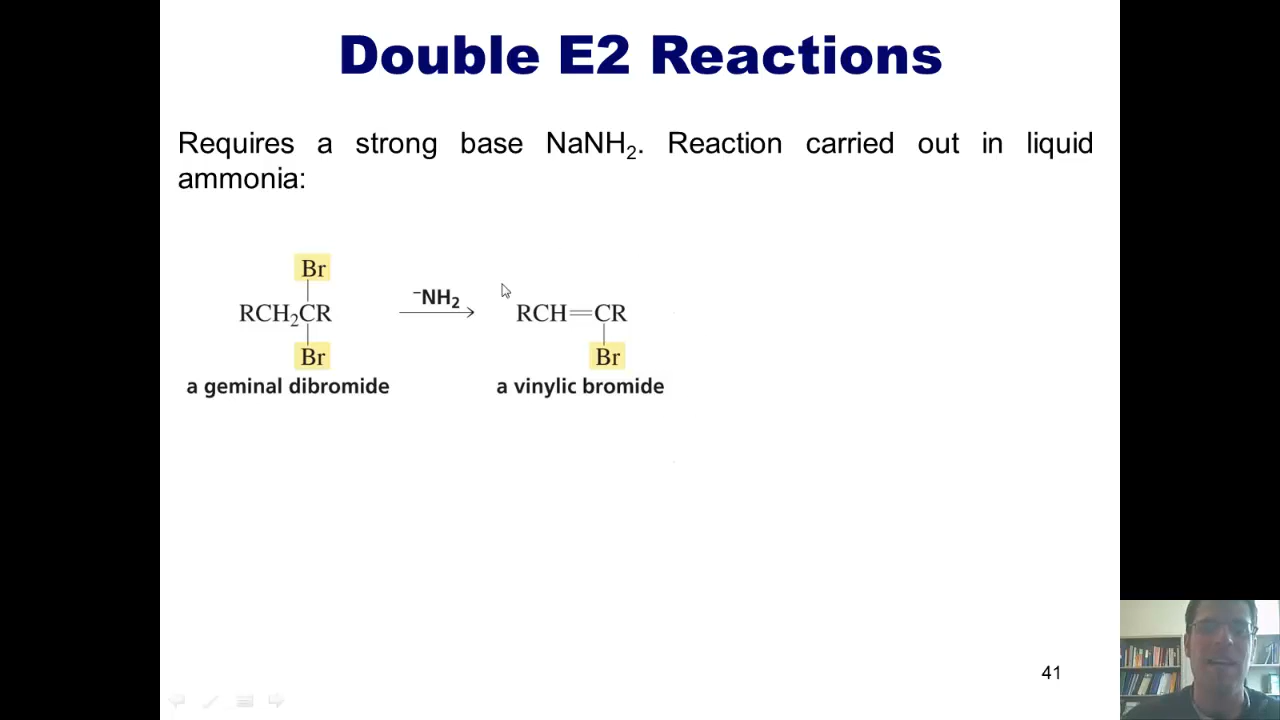 Double E2 Reactions
Requires a strong base NaNH₂. Reaction carried out in liquid
ammonia:
Br
⁻NH₂
RCH₂CR
RCH=CR
Br
Br
a geminal dibromide
a vinylic bromide
41